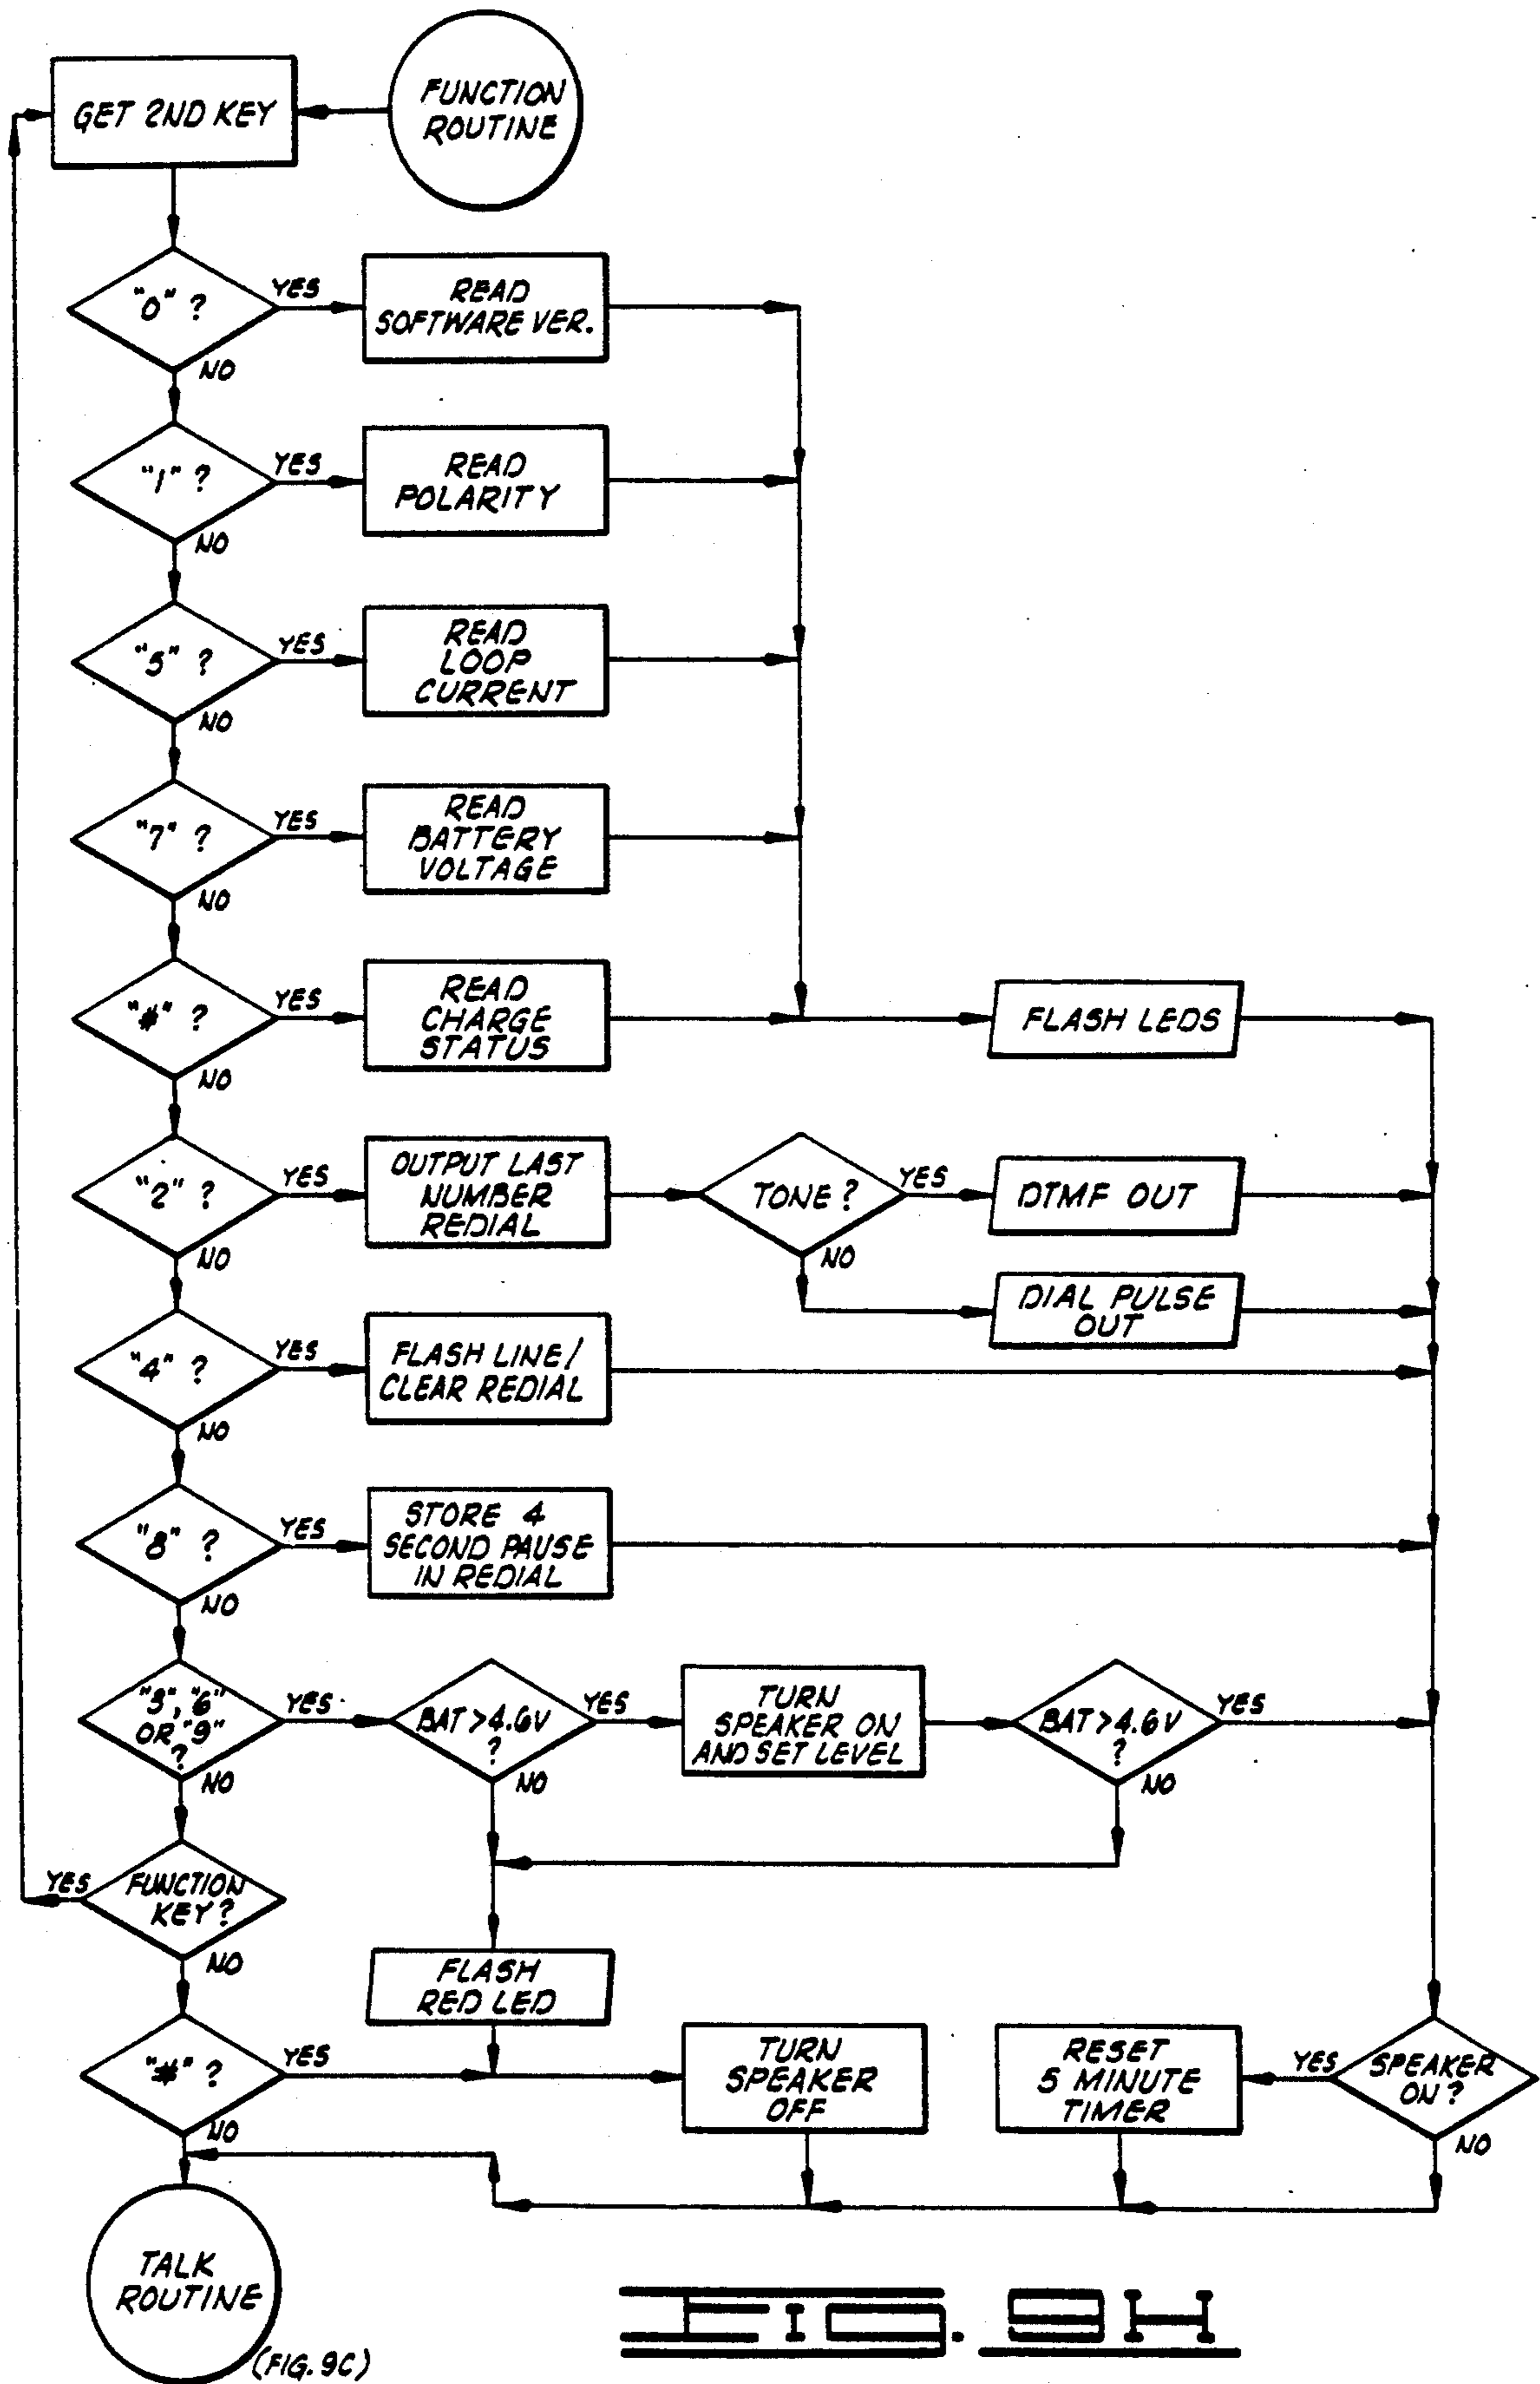 FUNCTION
ROUTINE
GET 2ND KEY
"0" ?
YES
READ
SOFTWARE VER.
NO
"1" ?
YES
READ
POLARITY
NO
"5" ?
YES
READ
LOOP
CURRENT
NO
"7" ?
YES
READ
BATTERY
VOLTAGE
NO
"#" ?
YES
READ
CHARGE
STATUS
FLASH LEDS
NO
"2" ?
YES
OUTPUT LAST
NUMBER
REDIAL
TONE ?
YES
DTMF OUT
NO
NO
DIAL PULSE
OUT
"4" ?
YES
FLASH LINE/
CLEAR REDIAL
NO
"8" ?
YES
STORE 4
SECOND PAUSE
IN REDIAL
NO
"3", "6"
OR "9"
?
YES
BAT > 4.6V
?
YES
TURN
SPEAKER ON
AND SET LEVEL
BAT > 4.6V
?
YES
NO
NO
NO
YES
FUNCTION
KEY ?
NO
FLASH
RED LED
"*" ?
YES
TURN
SPEAKER
OFF
RESET
5 MINUTE
TIMER
YES
SPEAKER
ON ?
NO
NO
TALK
ROUTINE
(FIG. 9C)
FIG. 9H